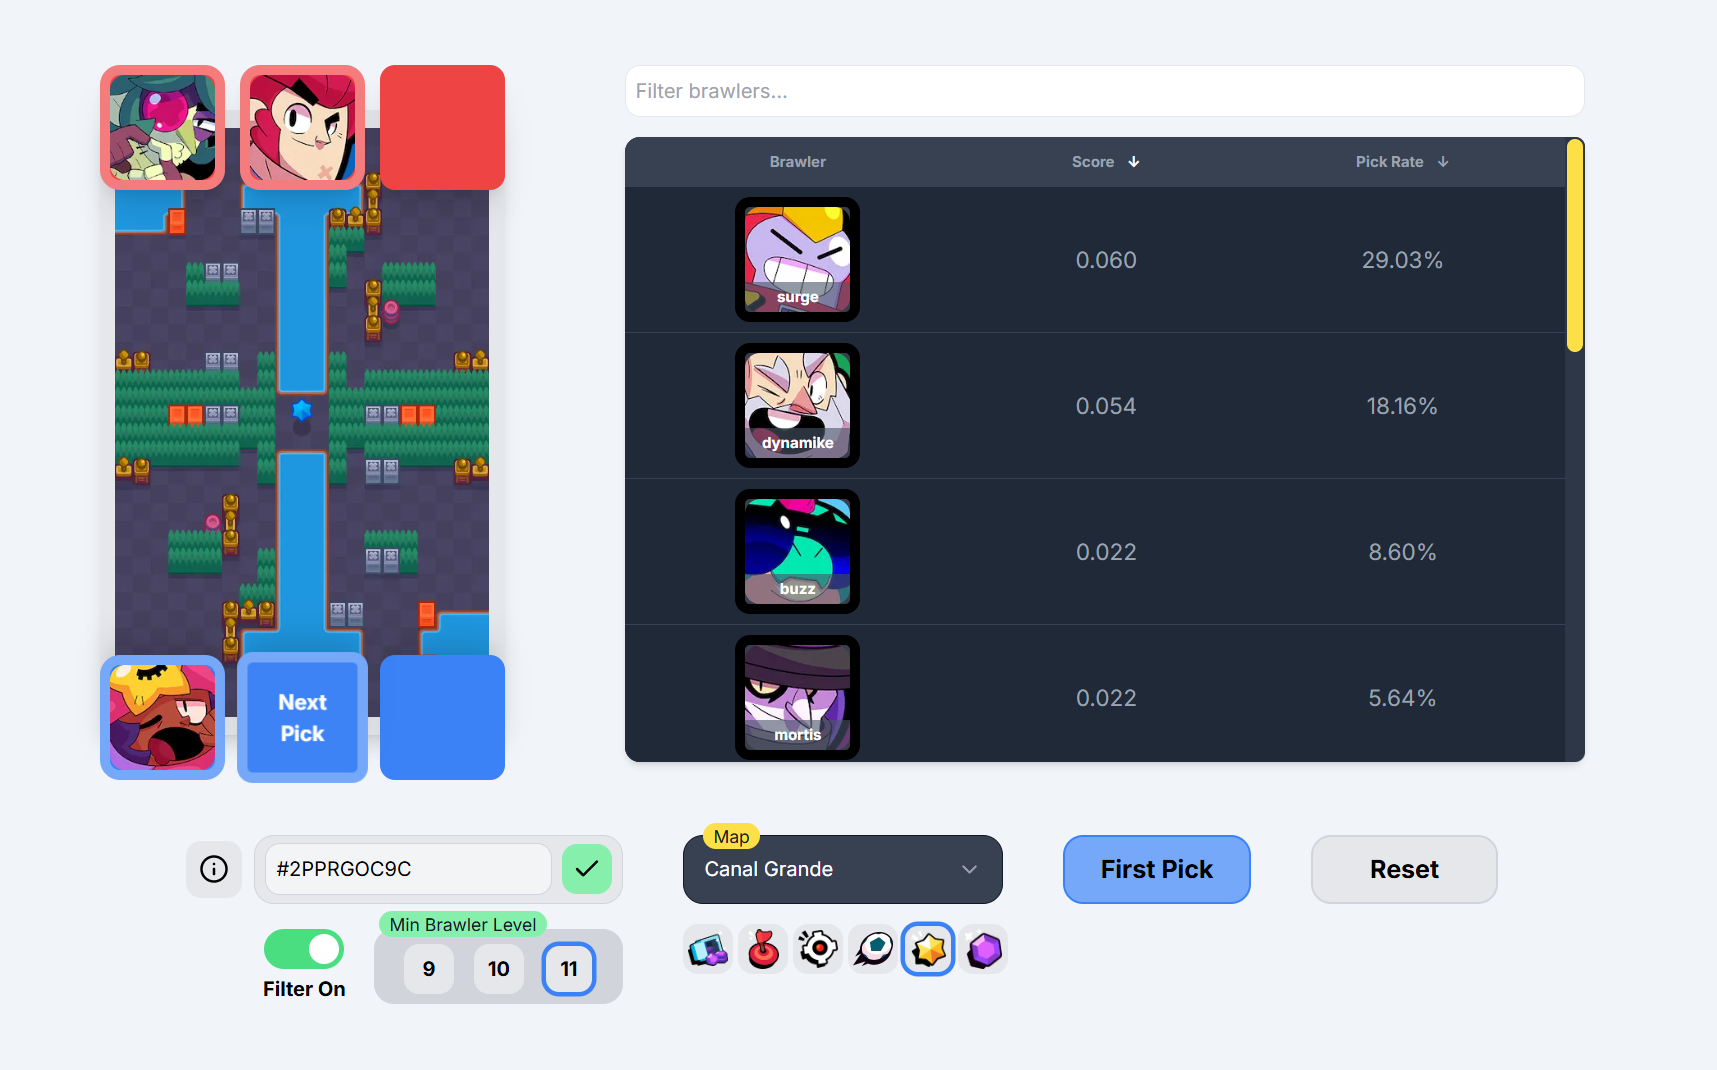 Filter brawlers...
Brawler Score Pick Rate
surge 0.060 29.03%
dynamike 0.054 18.16%
buzz 0.022 8.60%
mortis 0.022 5.64%
Next
Pick
#2PPRGOC9C
Map
Canal Grande
First Pick
Reset
Min Brawler Level
9 10 11
Filter On